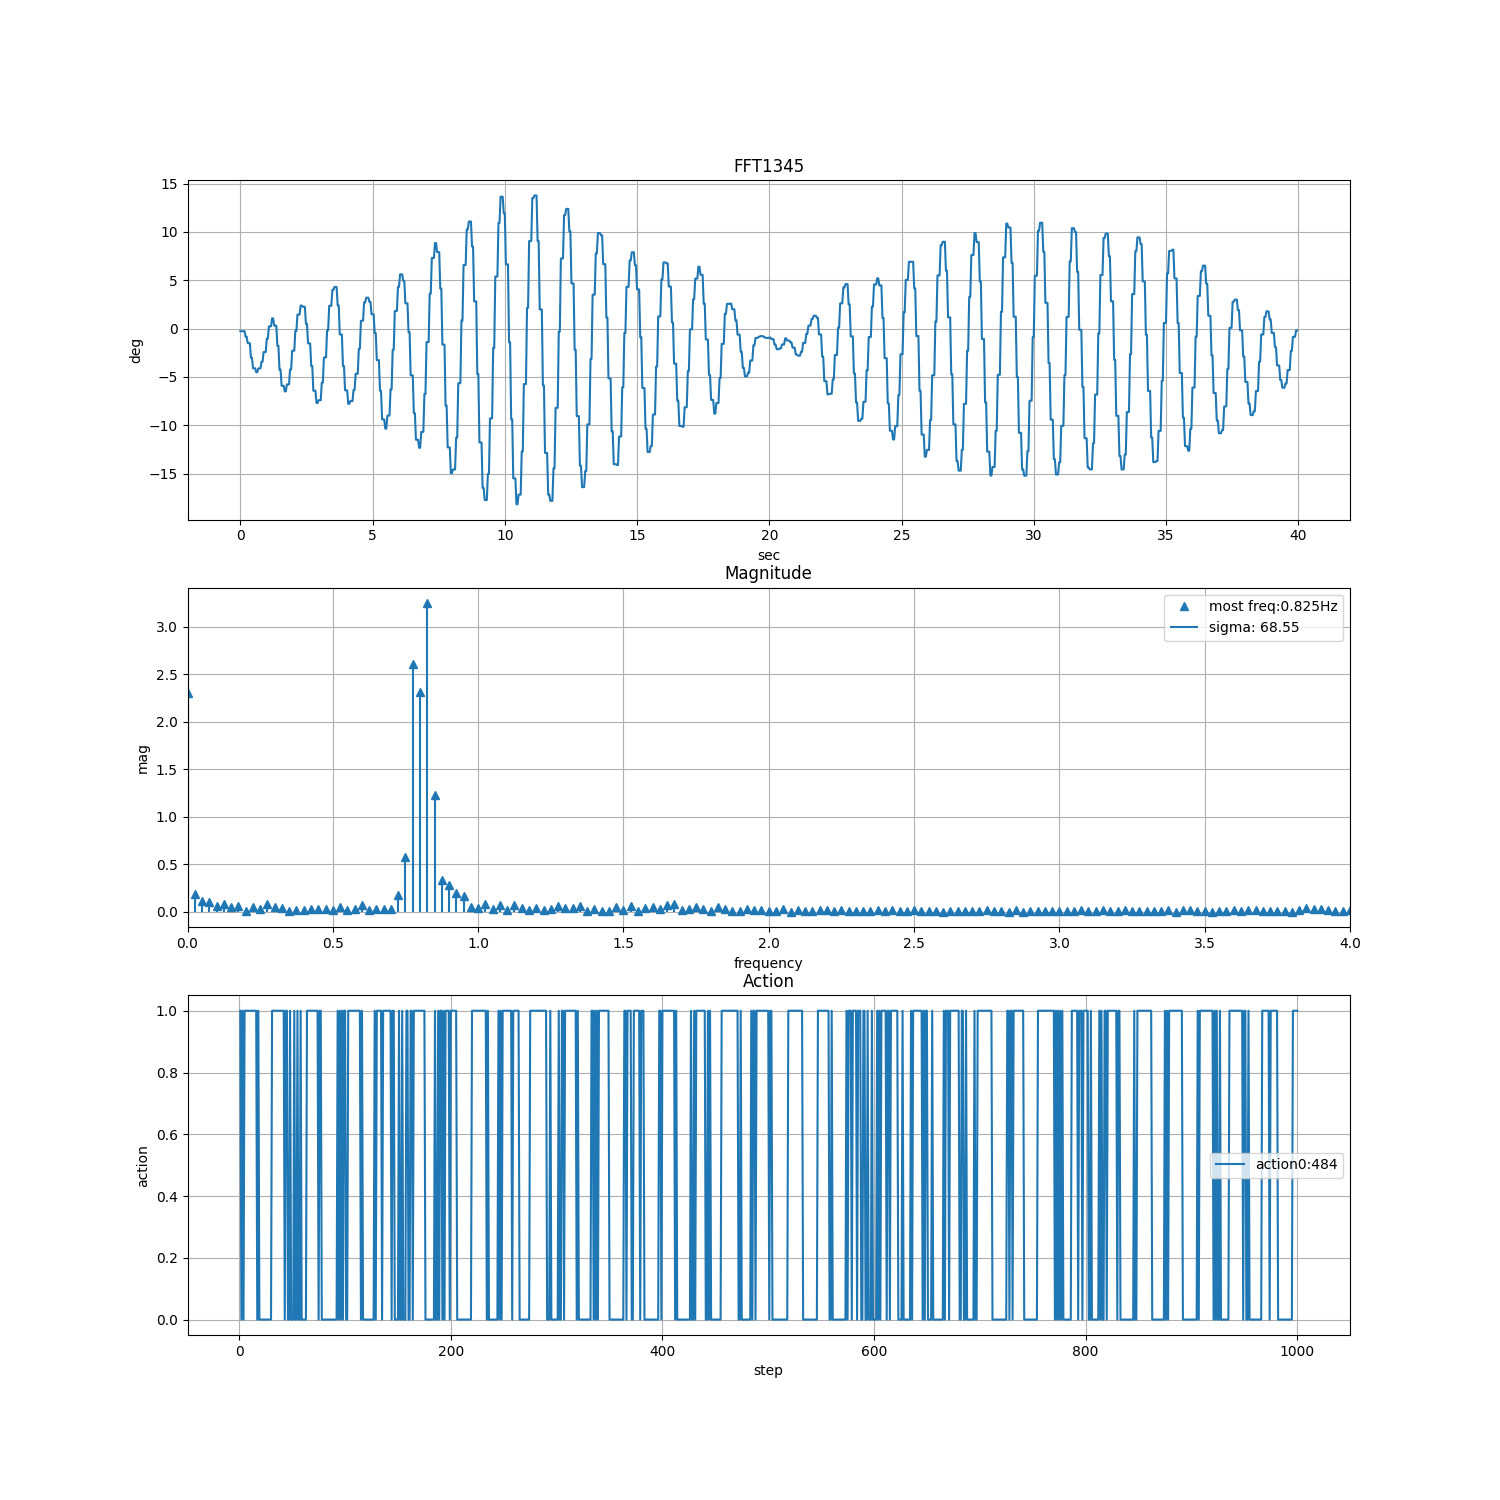 FFT1345
15
10
5
0
−5
−10
−15
deg
0 5 10 15 20 25 30 35 40
sec
Magnitude
most freq:0.825Hz
sigma: 68.55
3.0
2.5
2.0
1.5
1.0
0.5
0.0
mag
0.0 0.5 1.0 1.5 2.0 2.5 3.0 3.5 4.0
frequency
Action
1.0
0.8
0.6
0.4
0.2
0.0
action
action0:484
0 200 400 600 800 1000
step